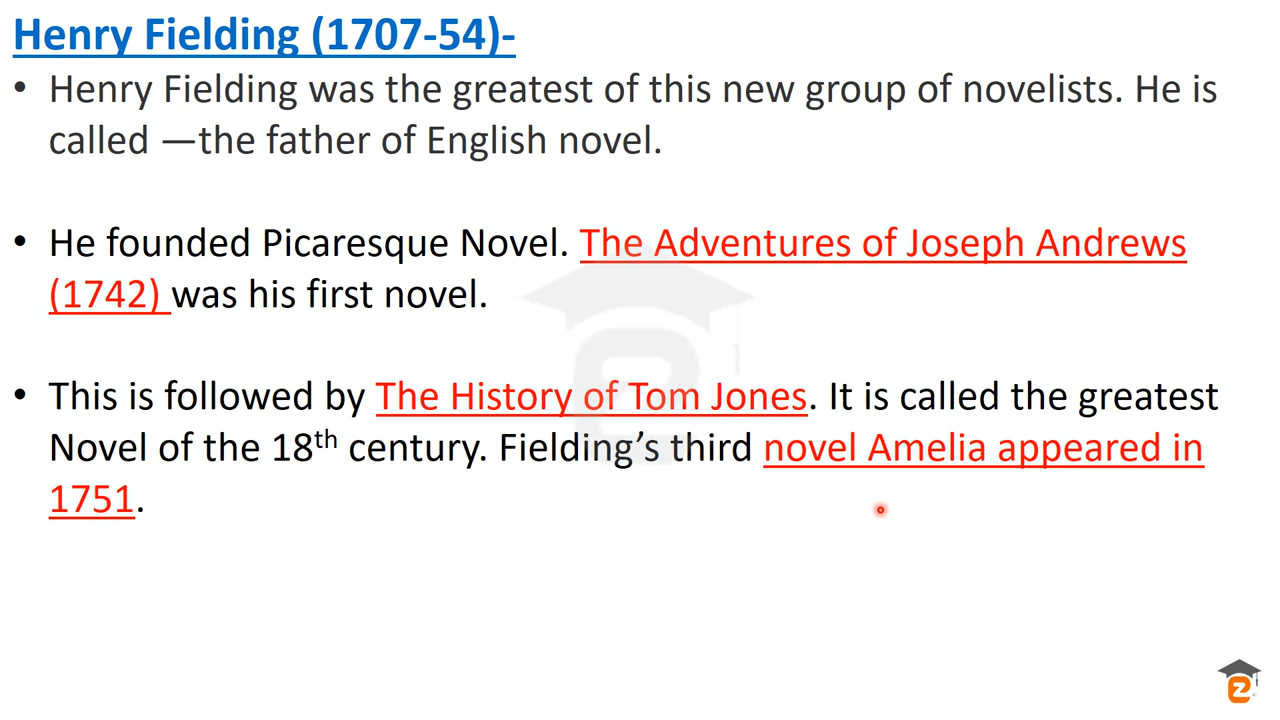 Henry Fielding (1707-54)-
• Henry Fielding was the greatest of this new group of novelists. He is
called —the father of English novel.
• He founded Picaresque Novel. The Adventures of Joseph Andrews
(1742) was his first novel.
• This is followed by The History of Tom Jones. It is called the greatest
Novel of the 18th century. Fielding’s third novel Amelia appeared in
1751.